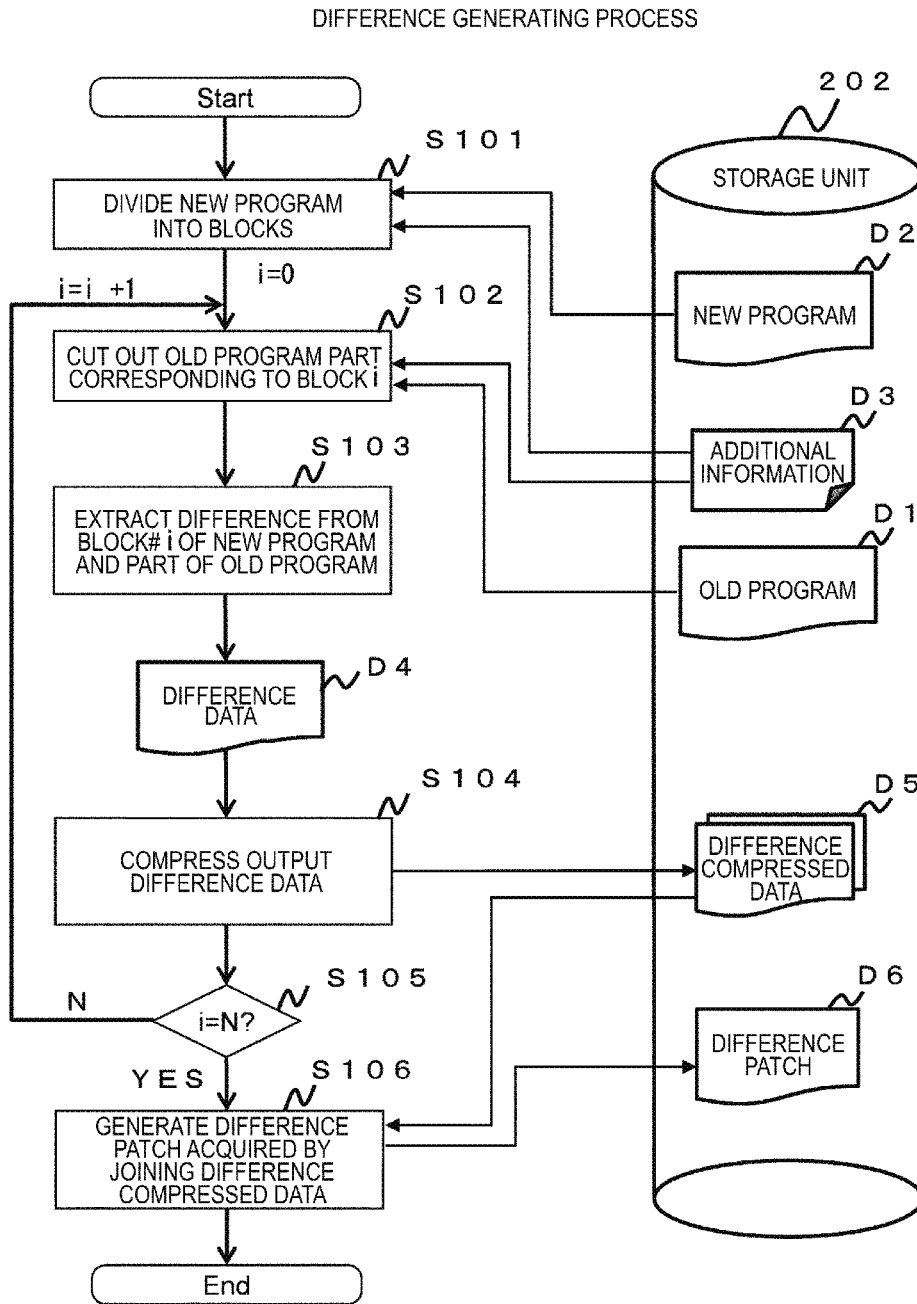 DIFFERENCE GENERATING PROCESS
Start
202
S101
STORAGE UNIT
DIVIDE NEW PROGRAM
INTO BLOCKS
D2
i=0
i=i +1
S102
NEW PROGRAM
CUT OUT OLD PROGRAM PART
CORRESPONDING TO BLOCK i
D3
ADDITIONAL
INFORMATION
S103
EXTRACT DIFFERENCE FROM
BLOCK# i OF NEW PROGRAM
AND PART OF OLD PROGRAM
D1
OLD PROGRAM
D4
DIFFERENCE
DATA
S104
D5
COMPRESS OUTPUT
DIFFERENCE DATA
DIFFERENCE
COMPRESSED
DATA
S105
N
i=N?
D6
DIFFERENCE
PATCH
YES
S106
GENERATE DIFFERENCE
PATCH ACQUIRED BY
JOINING DIFFERENCE
COMPRESSED DATA
End